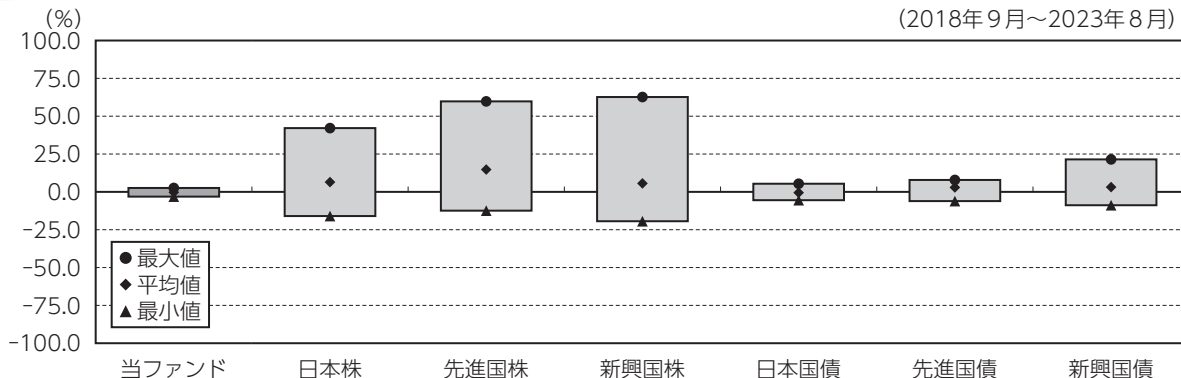 (%)
(2018年9月～2023年8月)
100.0
75.0
50.0
25.0
0.0
-25.0
-50.0
-75.0
-100.0
最大値
平均値
最小値
当ファンド 日本株 先進国株 新興国株 日本国債 先進国債 新興国債